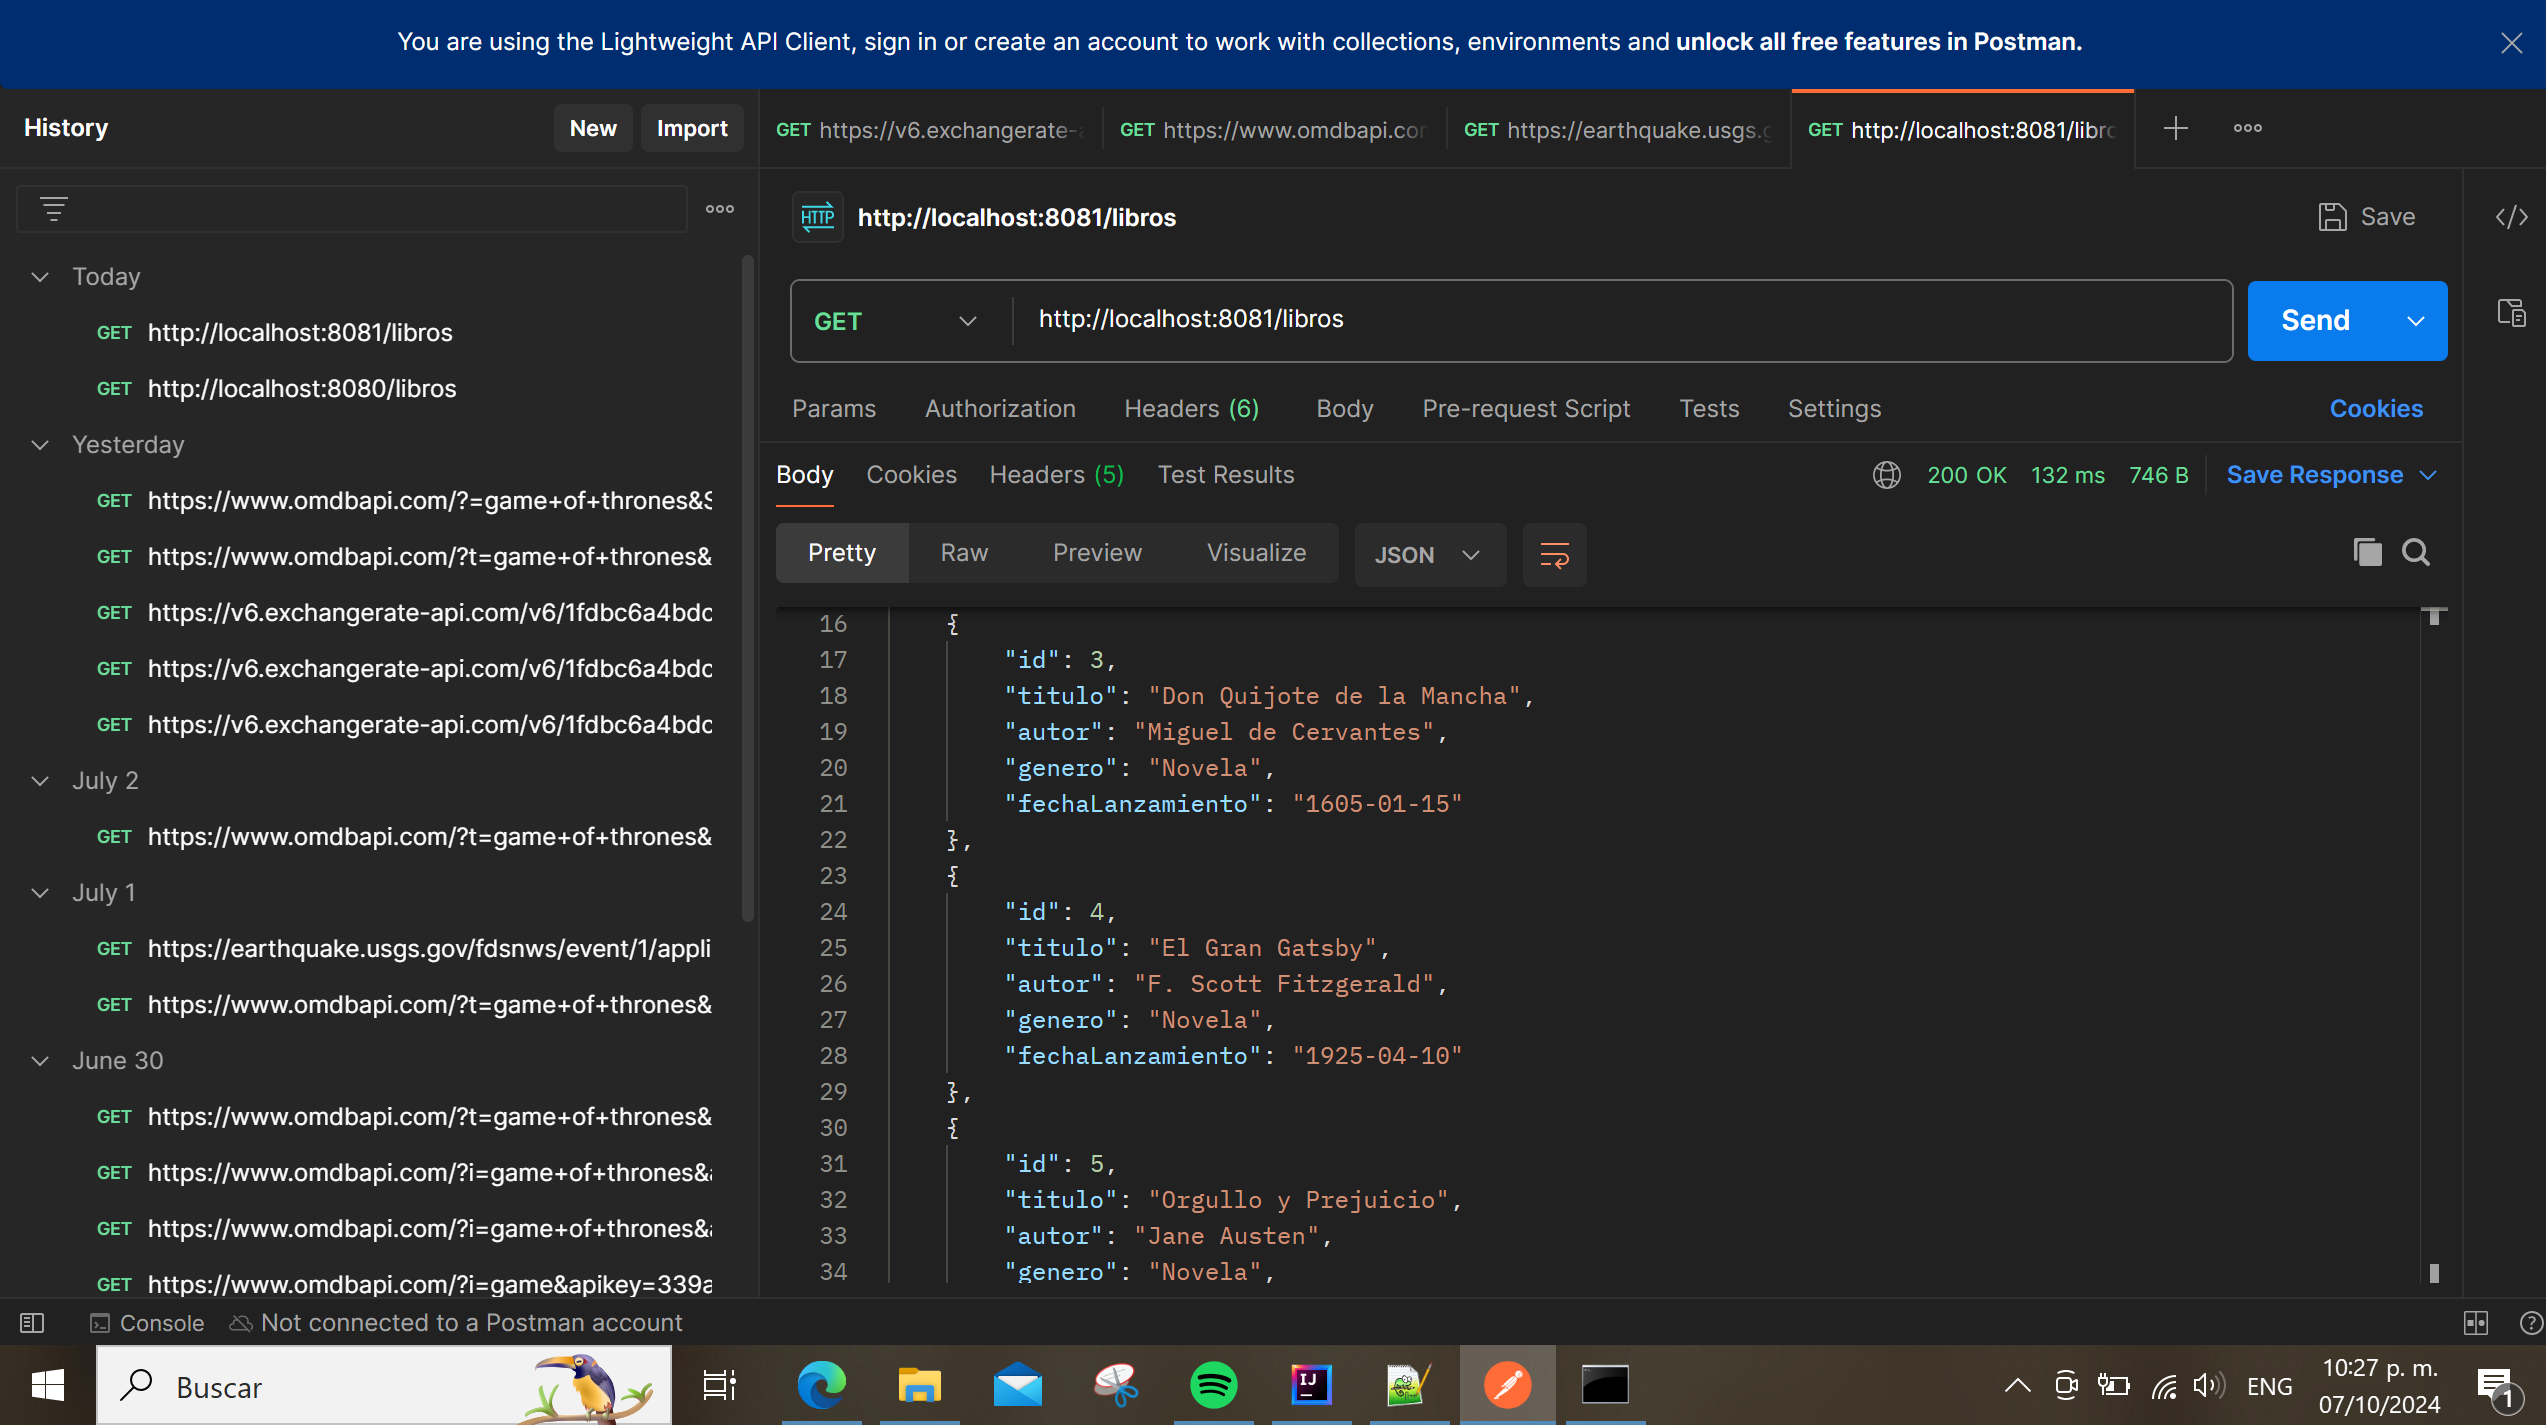 You are using the Lightweight API Client, sign in or create an account to work with collections, environments and unlock all free features in Postman.
History
New
Import
Today
GET http://localhost:8081/libros
GET http://localhost:8080/libros
Yesterday
GET https://www.omdbapi.com/?=game+of+thrones&S
GET https://www.omdbapi.com/?t=game+of+thrones&
GET https://v6.exchangerate-api.com/v6/1fdbc6a4bdc
GET https://v6.exchangerate-api.com/v6/1fdbc6a4bdc
GET https://v6.exchangerate-api.com/v6/1fdbc6a4bdc
July 2
GET https://www.omdbapi.com/?t=game+of+thrones&
July 1
GET https://earthquake.usgs.gov/fdsnws/event/1/appli
GET https://www.omdbapi.com/?t=game+of+thrones&
June 30
GET https://www.omdbapi.com/?t=game+of+thrones&
GET https://www.omdbapi.com/?i=game+of+thrones&
GET https://www.omdbapi.com/?i=game+of+thrones&
GET https://www.omdbapi.com/?i=game&apikey=339a
GET https://v6.exchangerate-
GET https://www.omdbapi.com
GET https://earthquake.usgs.g
GET http://localhost:8081/libro
HTTP http://localhost:8081/libros
Save
GET http://localhost:8081/libros
Send
Params Authorization Headers (6) Body Pre-request Script Tests Settings Cookies
Body Cookies Headers (5) Test Results 200 OK 132 ms 746 B Save Response
Pretty Raw Preview Visualize JSON
16 {
17 "id": 3,
18 "titulo": "Don Quijote de la Mancha",
19 "autor": "Miguel de Cervantes",
20 "genero": "Novela",
21 "fechaLanzamiento": "1605-01-15"
22 },
23 {
24 "id": 4,
25 "titulo": "El Gran Gatsby",
26 "autor": "F. Scott Fitzgerald",
27 "genero": "Novela",
28 "fechaLanzamiento": "1925-04-10"
29 },
30 {
31 "id": 5,
32 "titulo": "Orgullo y Prejuicio",
33 "autor": "Jane Austen",
34 "genero": "Novela",
Console Not connected to a Postman account
Buscar
IJ
ENG
10:27 p. m.
07/10/2024
1